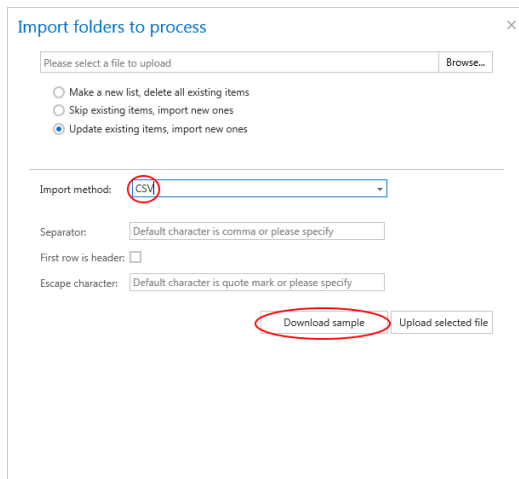 Import folders to process
Please select a file to upload Browse...
Make a new list, delete all existing items
Skip existing items, import new ones
Update existing items, import new ones
Import method: CSV
Separator: Default character is comma or please specify
First row is header:
Escape character: Default character is quote mark or please specify
Download sample Upload selected file